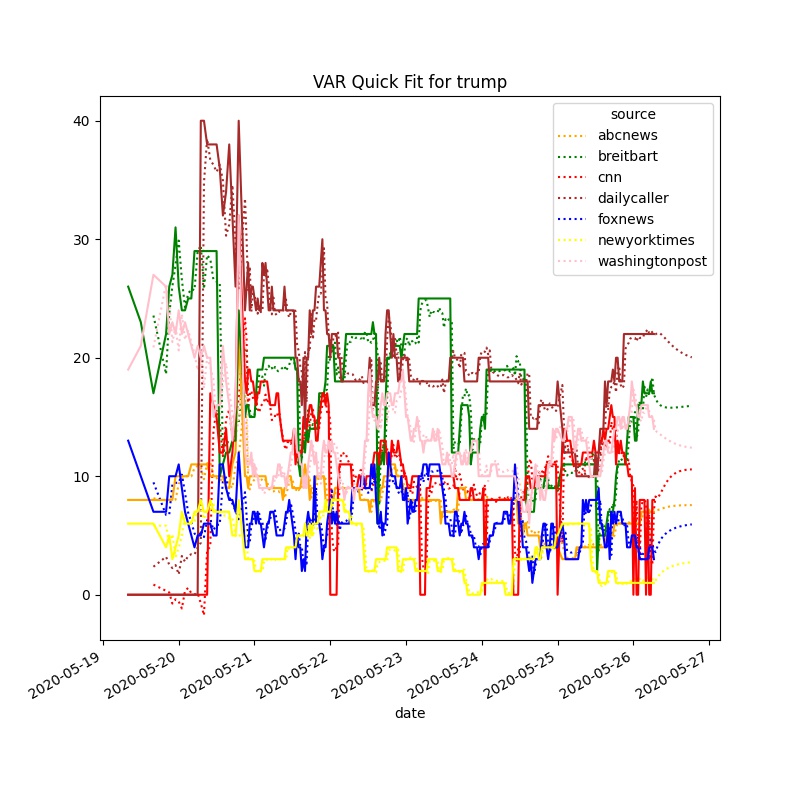 VAR Quick Fit for trump
40
30
20
10
0
source
abcnews
breitbart
cnn
dailycaller
foxnews
newyorktimes
washingtonpost
2020-05-19
2020-05-20
2020-05-21
2020-05-22
2020-05-23
2020-05-24
2020-05-25
2020-05-26
2020-05-27
date